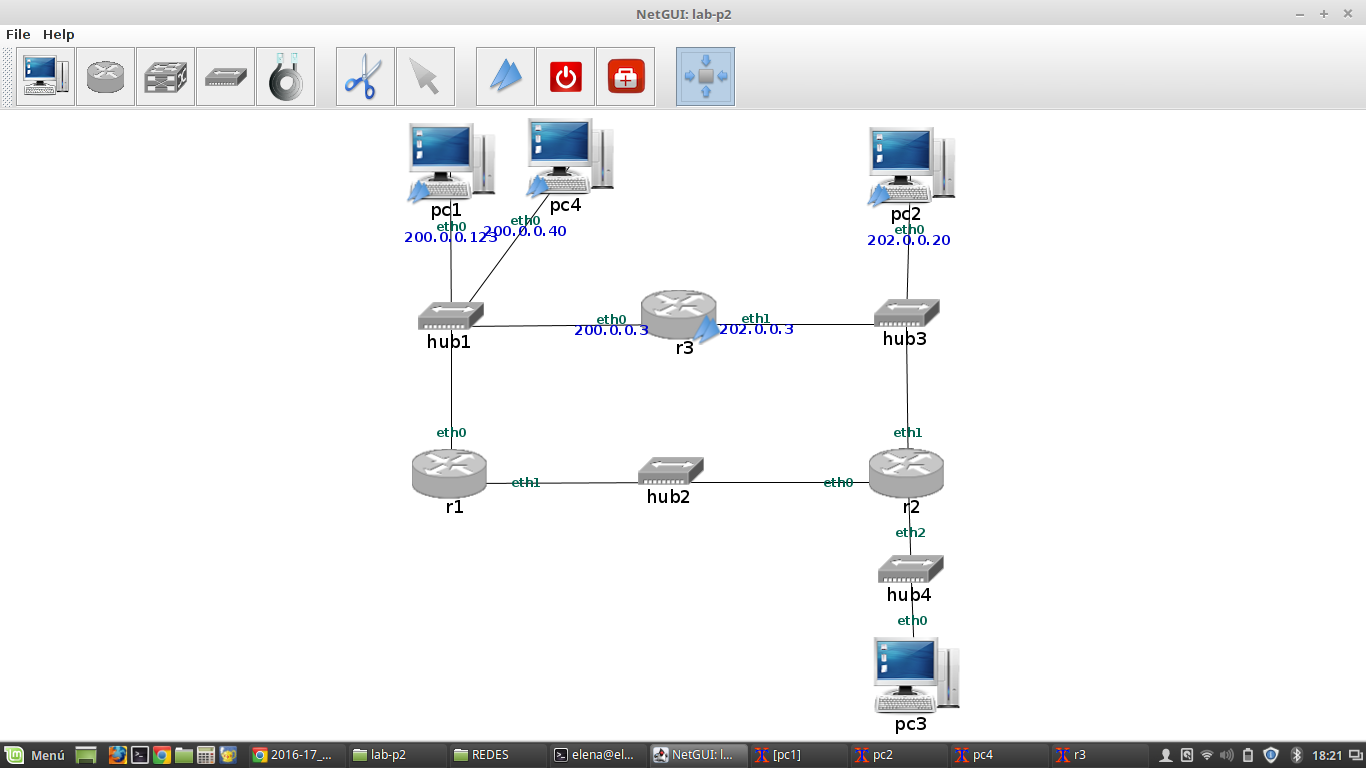 NetGUI: lab-p2
File Help
pc1
pc4
pc2
eth0
eth0
eth0
200.0.0.123
200.0.0.40
202.0.0.20
hub1
eth0
200.0.0.3
r3
eth1
202.0.0.3
hub3
eth0
eth1
r1
eth1
hub2
eth0
r2
eth2
hub4
eth0
pc3
Menú
2016-17_...
lab-p2
REDES
elena@el...
NetGUI: l...
[pc1]
pc2
pc4
r3
18:21